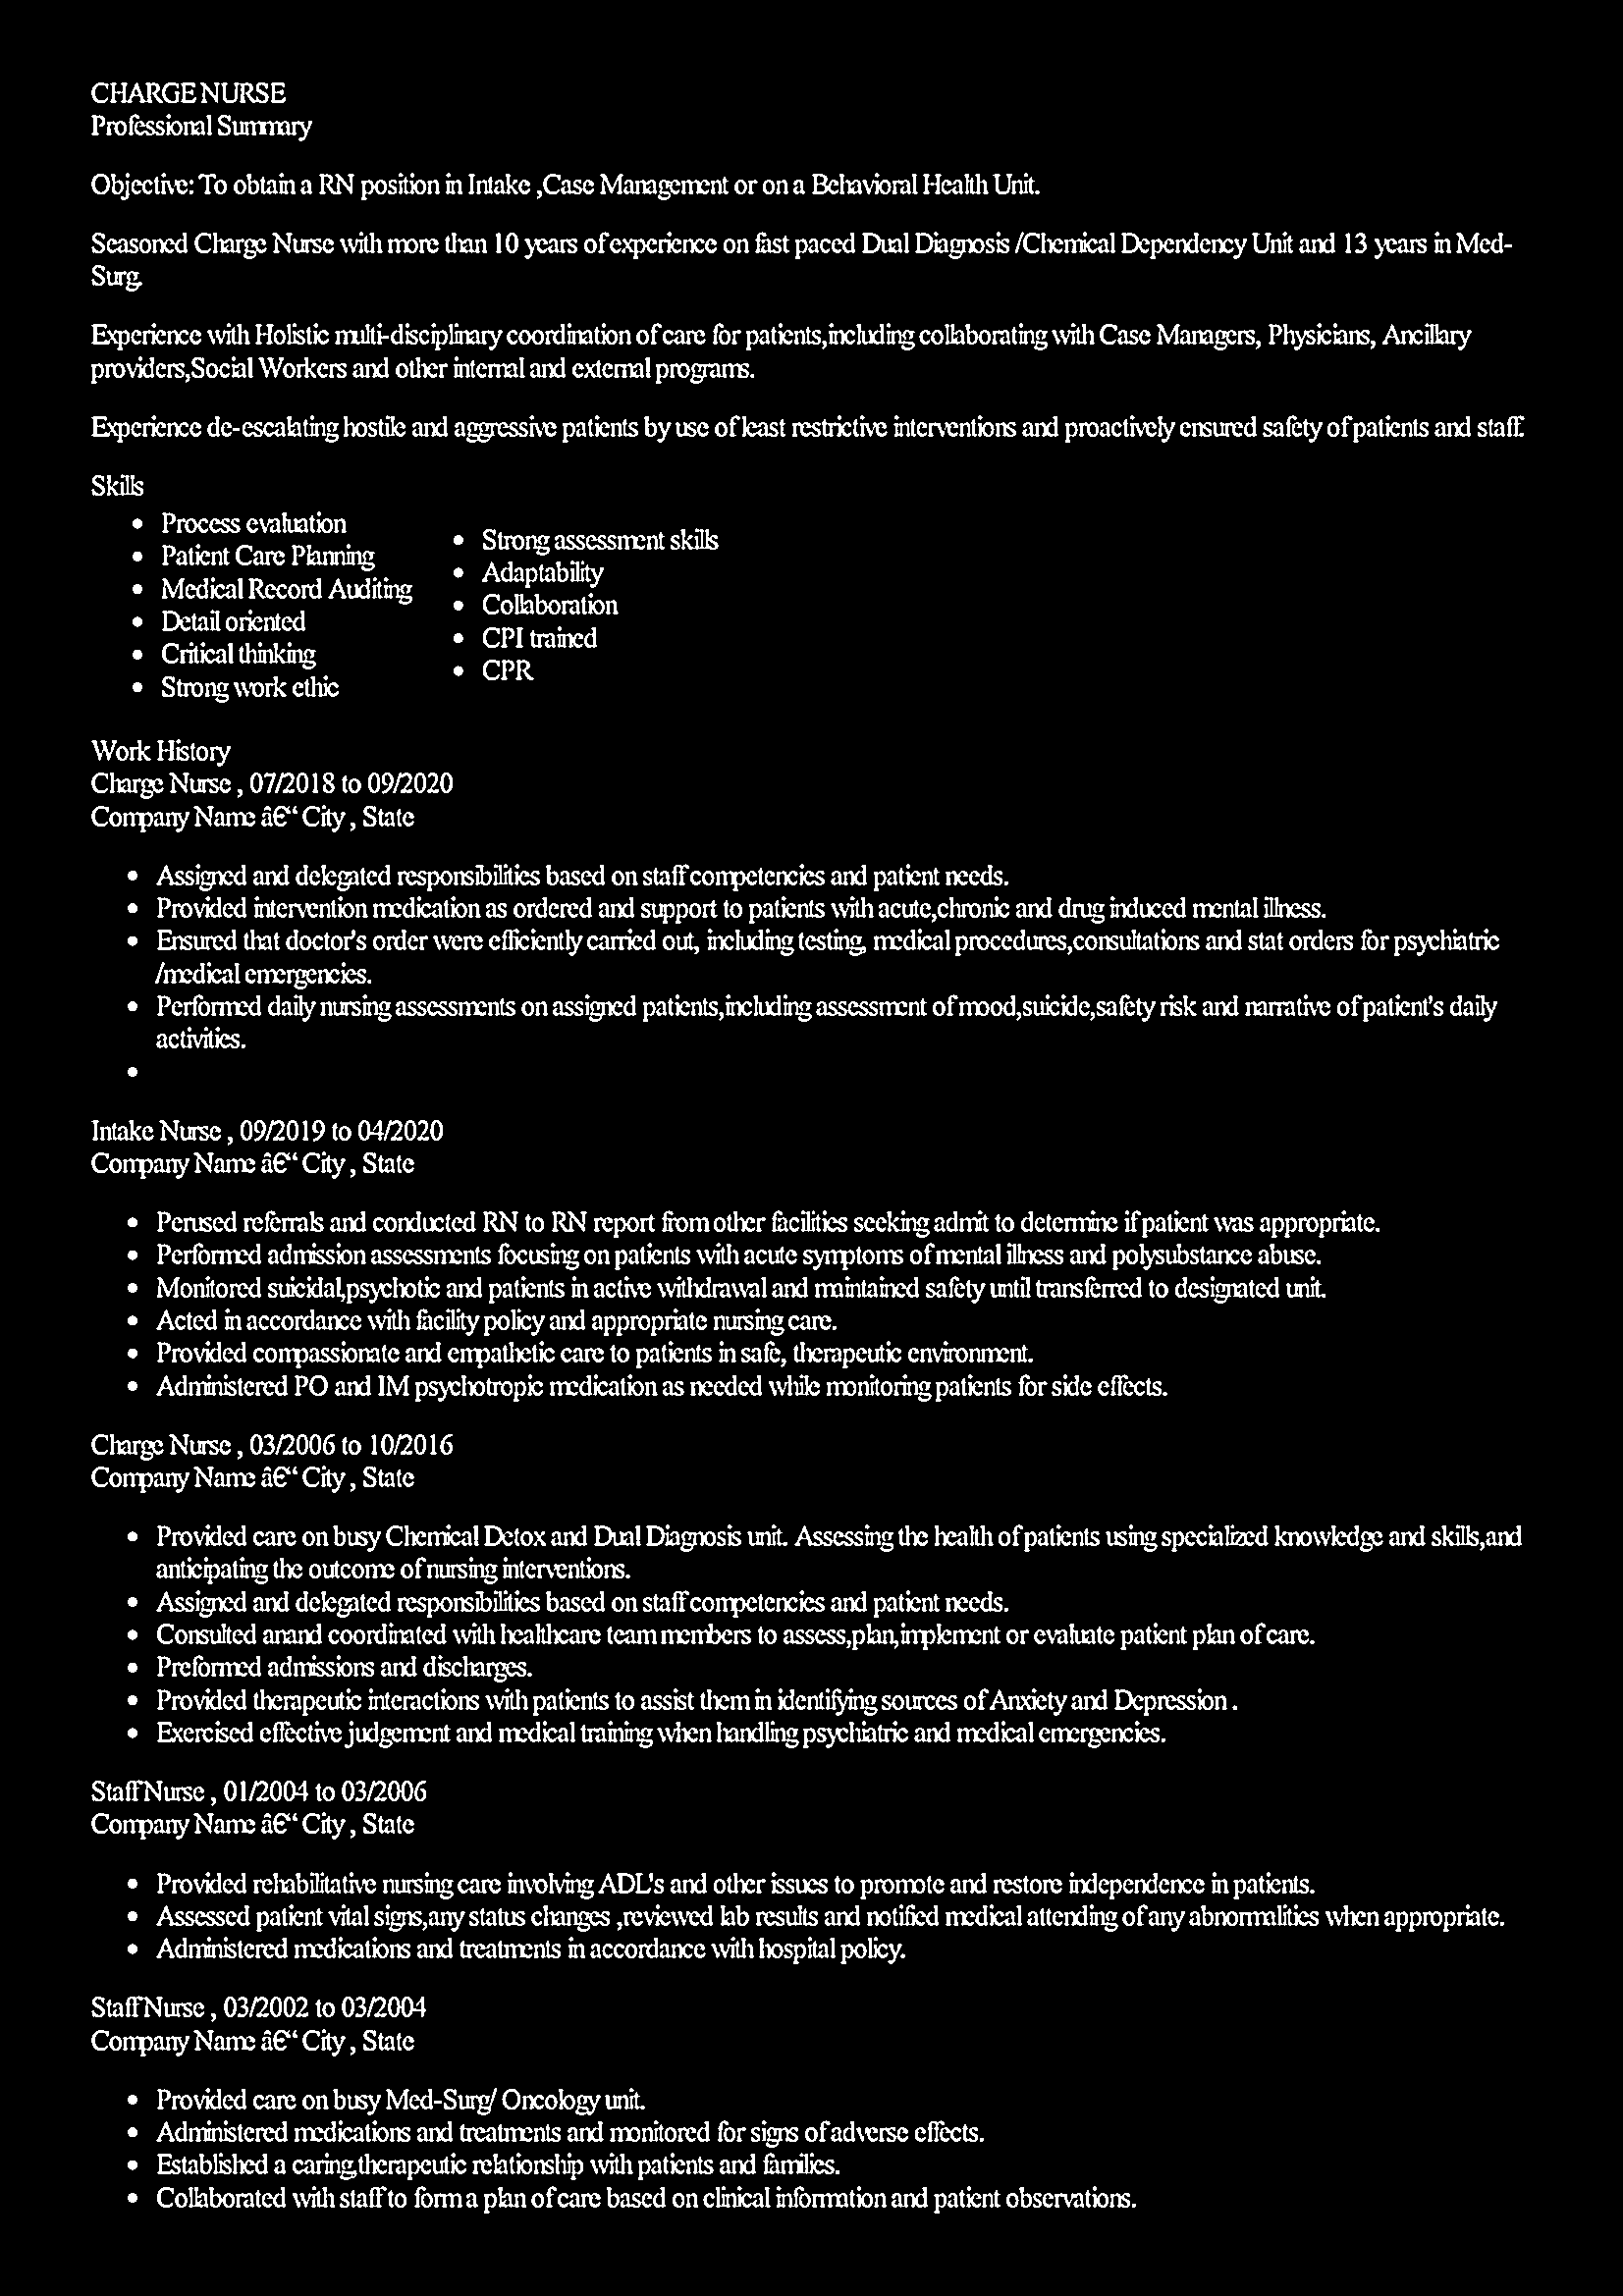 CHARGE NURSE
Professional Summary
Objective: To obtain a RN position in Intake ,Case Management or on a Behavioral Health Unit.
Seasoned Charge Nurse with more than 10 years of experience on fast paced Dual Diagnosis /Chemical Dependency Unit and 13 years in Med-
Surg.
Experience with Holistic multi-disciplinary coordination of care for patients,including collaborating with Case Managers, Physicians, Ancillary
providers,Social Workers and other internal and external programs.
Experience de-escalating hostile and aggressive patients by use of least restrictive interventions and proactively ensured safety of patients and staff.
Skills
• Process evaluation
• Patient Care Planning
• Medical Record Auditing
• Detail oriented
• Critical thinking
• Strong work ethic
• Strong assessment skills
• Adaptability
• Collaboration
• CPI trained
• CPR
Work History
Charge Nurse , 07/2018 to 09/2020
Company Name â€“ City , State
• Assigned and delegated responsibilities based on staff competencies and patient needs.
• Provided intervention medication as ordered and support to patients with acute,chronic and drug induced mental illness.
• Ensured that doctor's order were efficiently carried out, including testing, medical procedures,consultations and stat orders for psychiatric
/medical emergencies.
• Performed daily nursing assessments on assigned patients,including assessment of mood,suicide,safety risk and narrative of patient's daily
activities.
•
Intake Nurse , 09/2019 to 04/2020
Company Name â€“ City , State
• Perused referrals and conducted RN to RN report from other facilities seeking admit to determine if patient was appropriate.
• Performed admission assessments focusing on patients with acute symptoms of mental illness and polysubstance abuse.
• Monitored suicidal,psychotic and patients in active withdrawal and maintained safety until transferred to designated unit.
• Acted in accordance with facility policy and appropriate nursing care.
• Provided compassionate and empathetic care to patients in safe, therapeutic environment.
• Administered PO and IM psychotropic medication as needed while monitoring patients for side effects.
Charge Nurse , 03/2006 to 10/2016
Company Name â€“ City , State
• Provided care on busy Chemical Detox and Dual Diagnosis unit. Assessing the health of patients using specialized knowledge and skills,and
anticipating the outcome of nursing interventions.
• Assigned and delegated responsibilities based on staff competencies and patient needs.
• Consulted anand coordinated with healthcare team members to assess,plan,implement or evaluate patient plan of care.
• Preformed admissions and discharges.
• Provided therapeutic interactions with patients to assist them in identifying sources of Anxiety and Depression .
• Exercised effective judgement and medical training when handling psychiatric and medical emergencies.
Staff Nurse , 01/2004 to 03/2006
Company Name â€“ City , State
• Provided rehabilitative nursing care involving ADL's and other issues to promote and restore independence in patients.
• Assessed patient vital signs,any status changes ,reviewed lab results and notified medical attending of any abnormalities when appropriate.
• Administered medications and treatments in accordance with hospital policy.
Staff Nurse , 03/2002 to 03/2004
Company Name â€“ City , State
• Provided care on busy Med-Surg/ Oncology unit.
• Administered medications and treatments and monitored for signs of adverse effects.
• Established a caring,therapeutic relationship with patients and families.
• Collaborated with staff to form a plan of care based on clinical information and patient observations.